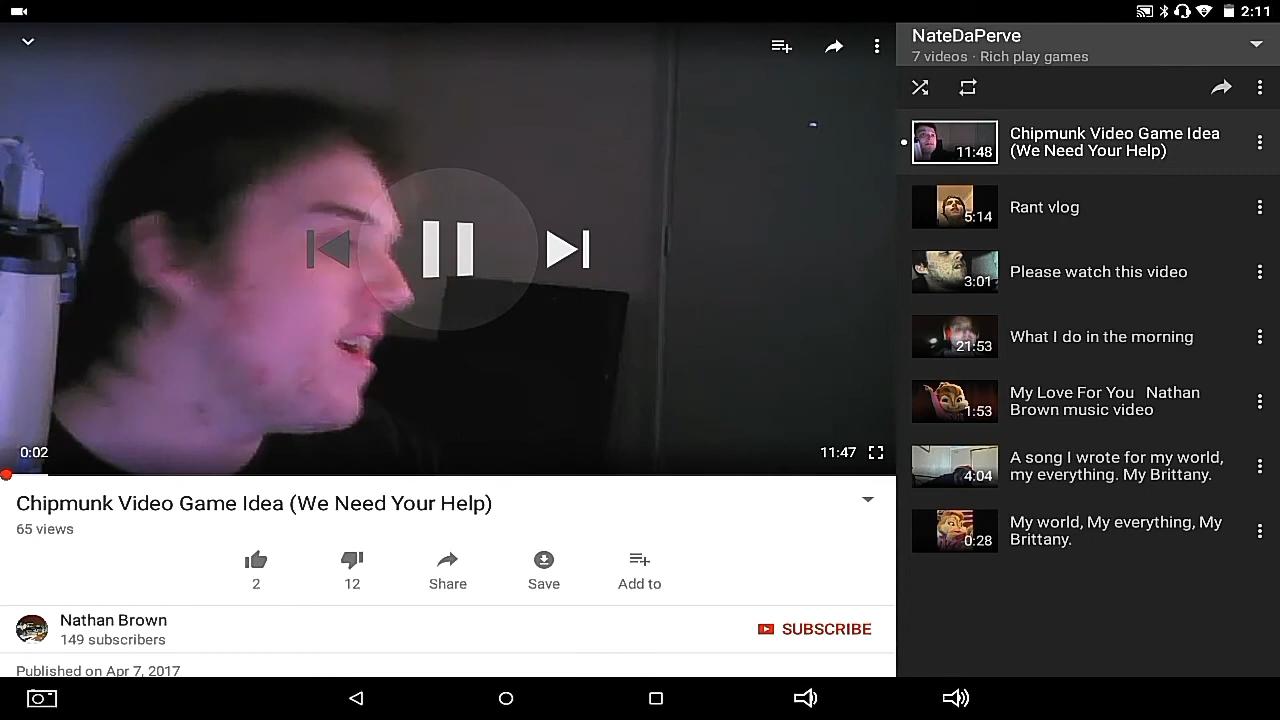 2:11
NateDaPerve
7 videos · Rich play games
11:48
Chipmunk Video Game Idea
(We Need Your Help)
5:14
Rant vlog
3:01
Please watch this video
21:53
What I do in the morning
1:53
My Love For You Nathan
Brown music video
4:04
A song I wrote for my world,
my everything. My Brittany.
0:28
My world, My everything, My
Brittany.
0:02
11:47
Chipmunk Video Game Idea (We Need Your Help)
65 views
2
12
Share
Save
Add to
Nathan Brown
149 subscribers
SUBSCRIBE
Published on Apr 7, 2017